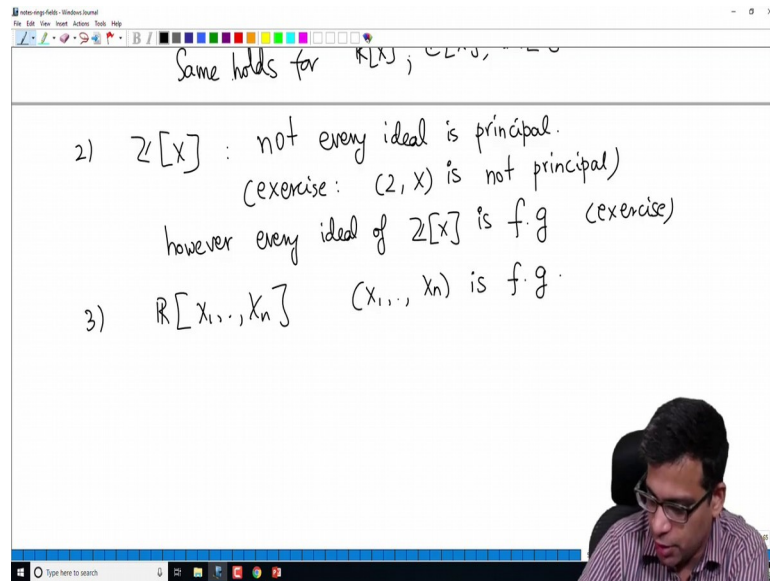 notes-rings-fields - Windows Journal
File Edit View Insert Actions Tools Help
Same holds for
2) ℤ[X] : not every ideal is principal.
(exercise: (2, X) is not principal)
however every ideal of ℤ[X] is f.g (exercise)
3) ℝ[X₁,..,Xₙ] (X₁,.., Xₙ) is f.g.
Type here to search